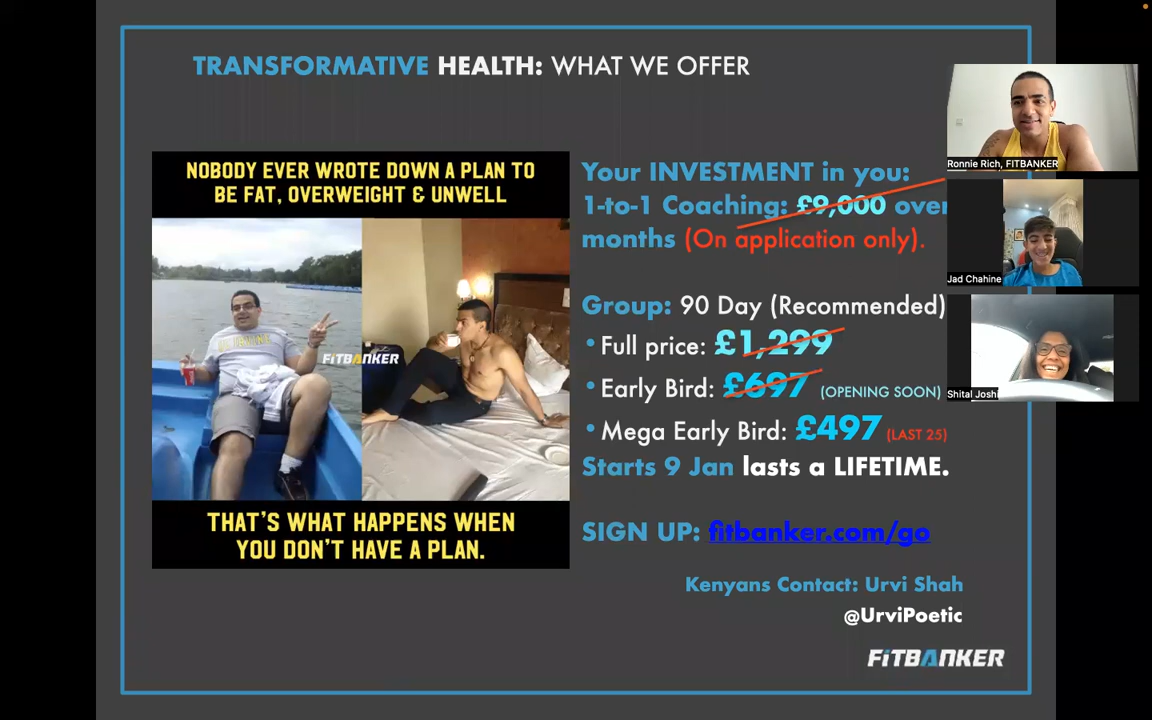 TRANSFORMATIVE HEALTH: WHAT WE OFFER
NOBODY EVER WROTE DOWN A PLAN TO
BE FAT, OVERWEIGHT & UNWELL
FITBANKER
THAT'S WHAT HAPPENS WHEN
YOU DON'T HAVE A PLAN.
Your INVESTMENT in you:
1-to-1 Coaching: £9,000 over
months (On application only).
Group: 90 Day (Recommended)
• Full price: £1,299
• Early Bird: £697 (OPENING SOON)
• Mega Early Bird: £497 (LAST 25)
Starts 9 Jan lasts a LIFETIME.
SIGN UP: fitbanker.com/go
Kenyans Contact: Urvi Shah
@UrviPoetic
FiTBANKER
Ronnie Rich, FITBANKER
Jad Chahine
Shital Joshi